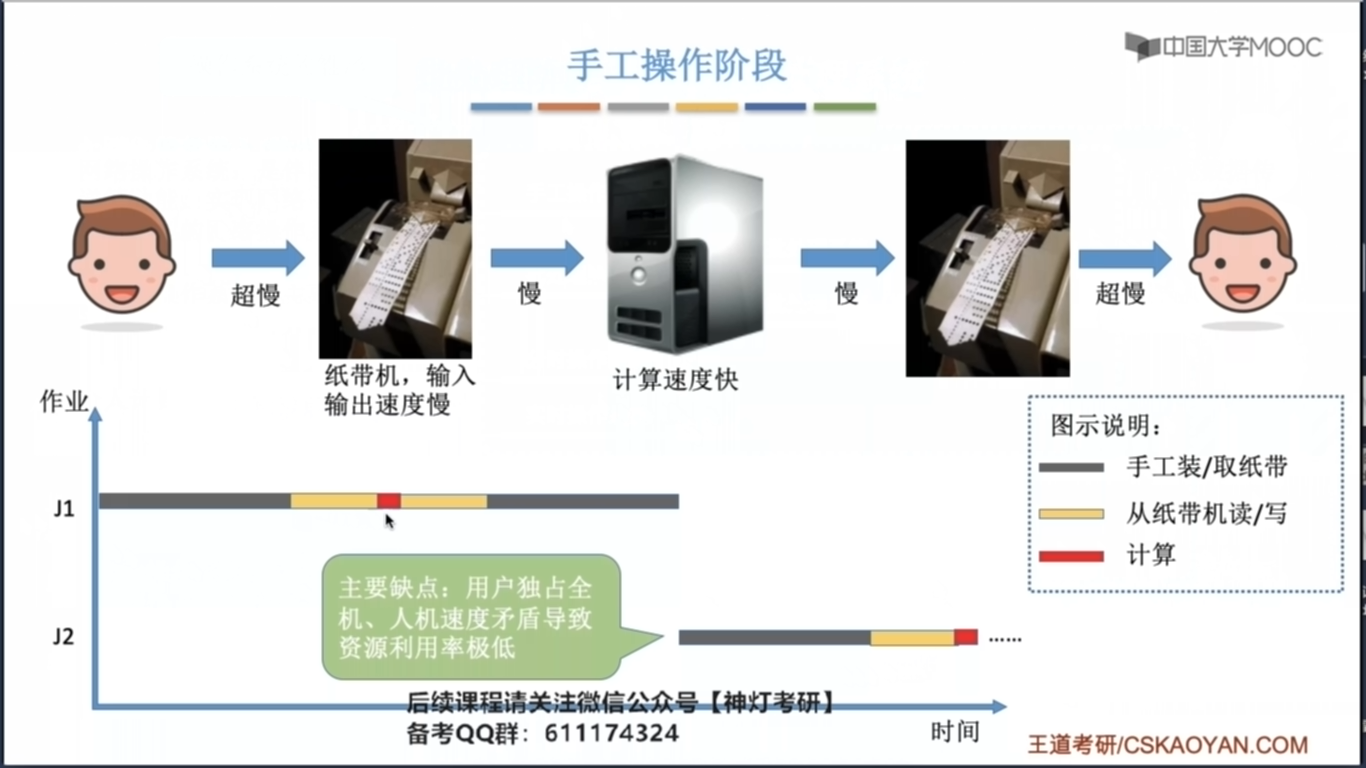 中国大学MOOC
手工操作阶段
超慢
慢
慢
超慢
纸带机，输入
输出速度慢
计算速度快
作业
图示说明：
手工装/取纸带
从纸带机读/写
计算
J1
主要缺点：用户独占全
机、人机速度矛盾导致
资源利用率极低
J2
......
后续课程请关注微信公众号【神灯考研】
备考QQ群：611174324
时间
王道考研/CSKAOYAN.COM